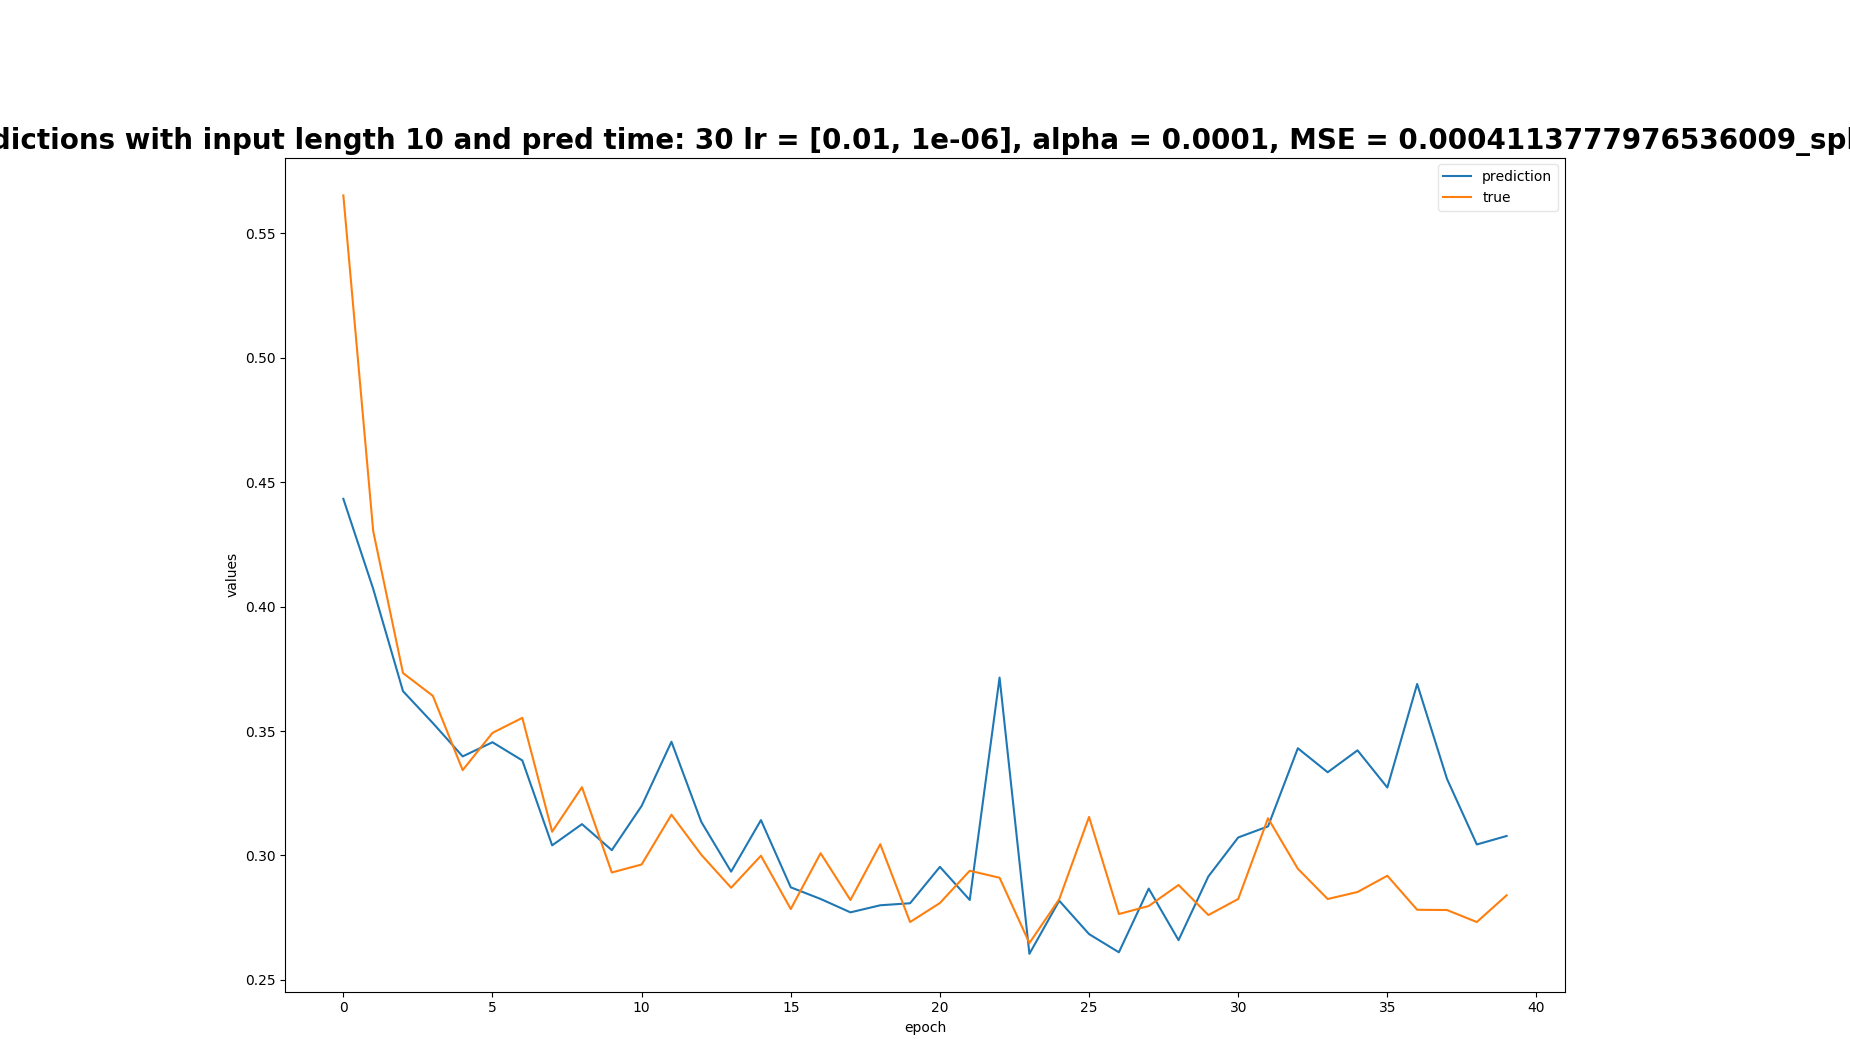 dictions with input length 10 and pred time: 30 lr = [0.01, 1e-06], alpha = 0.0001, MSE = 0.0004113777976536009_spl
prediction
true
0.55
0.50
0.45
0.40
0.35
0.30
0.25
values
0 5 10 15 20 25 30 35 40
epoch